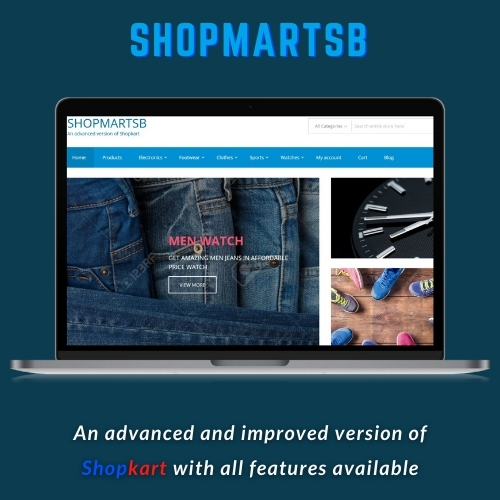 SHOPMARTSB
SHOPMARTSB
An advanced version of Shopkart
All Categories
Search entire store here
Home Products Electronics Footwear Clothes Sports Watches My account Cart Blog
MEN WATCH
GET AMAZING MEN JEANS IN AFFORDABLE
PRICE WATCH
VIEW MORE
An advanced and improved version of
Shopkart with all features available